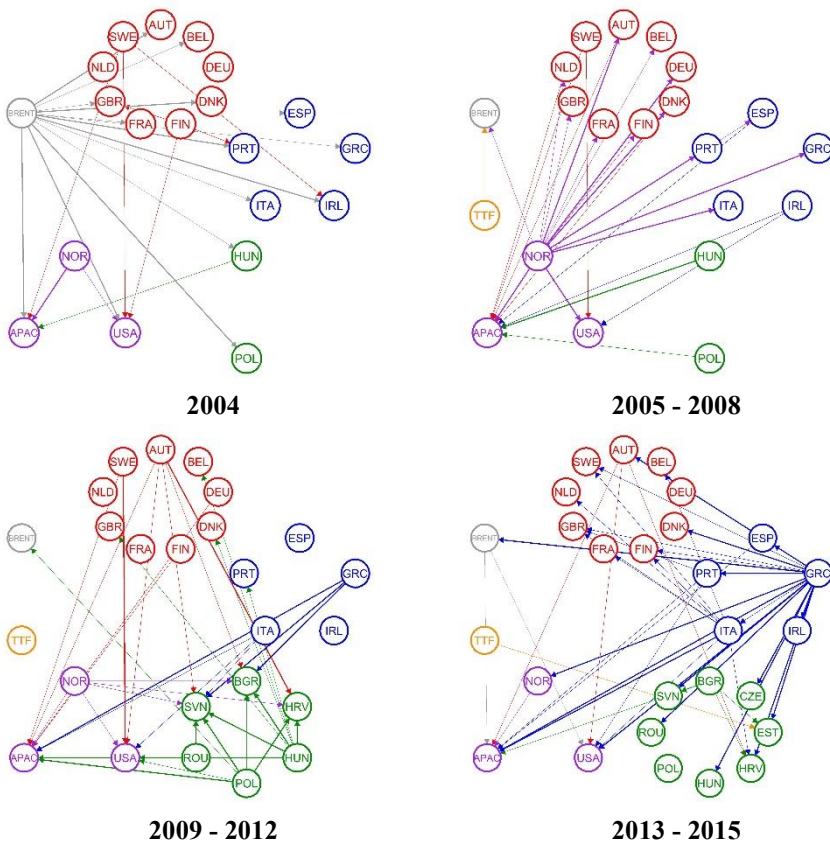 AUT
SWE
BEL
NLD
DEU
GBR
DNK
BRENT
FRA
FIN
ESP
PRT
GRC
ITA
IRL
NOR
HUN
APAC
USA
POL
2004
AUT
SWE
BEL
NLD
DEU
GBR
DNK
BRENT
FRA
FIN
ESP
PRT
GRC
TTF
ITA
IRL
NOR
HUN
APAC
USA
POL
2005 - 2008
AUT
SWE
BEL
NLD
DEU
GBR
DNK
BRENT
FRA
FIN
ESP
PRT
GRC
TTF
ITA
IRL
NOR
BGR
SVN
HRV
APAC
USA
ROU
HUN
POL
2009 - 2012
AUT
SWE
BEL
NLD
DEU
GBR
DNK
BRENT
FRA
FIN
ESP
PRT
GRC
TTF
ITA
IRL
NOR
BGR
SVN
CZE
ROU
EST
APAC
USA
POL
HUN
HRV
2013 - 2015